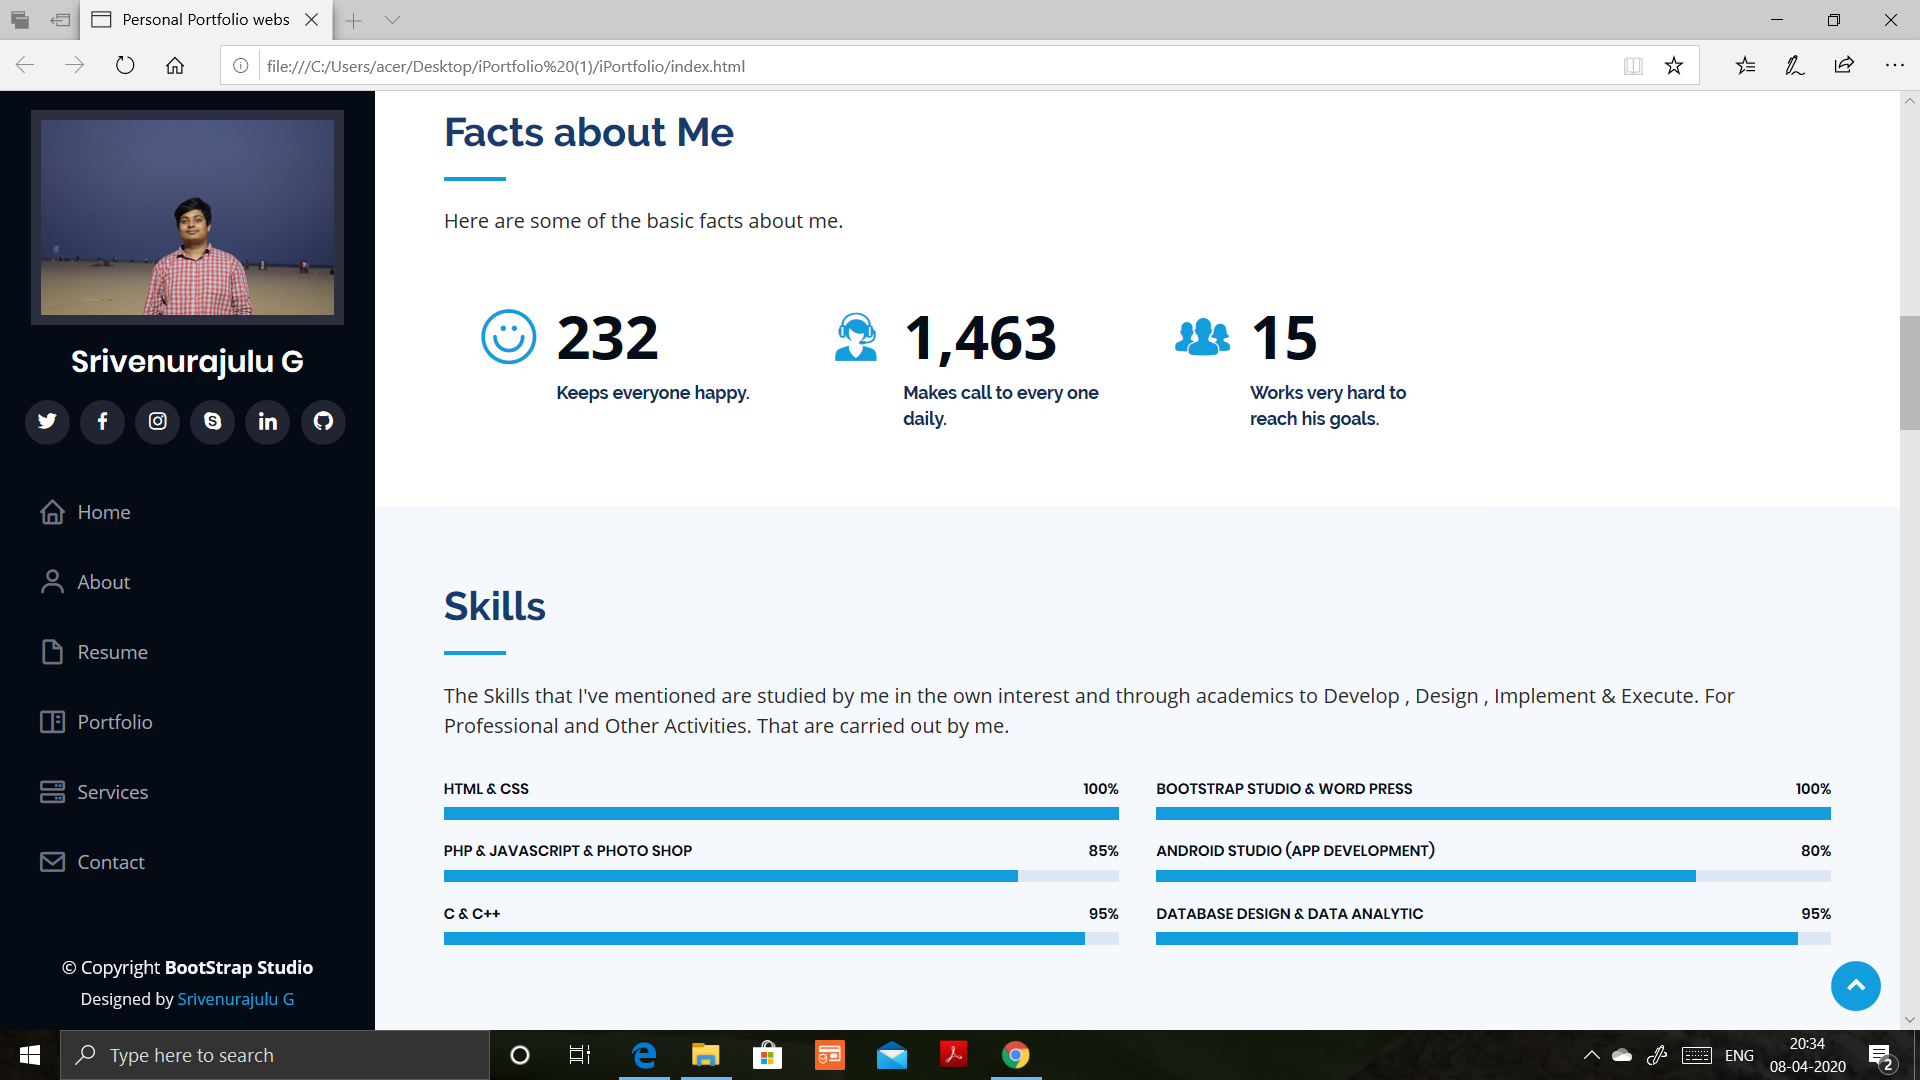 Personal Portfolio webs
file:///C:/Users/acer/Desktop/iPortfolio%20(1)/iPortfolio/index.html
Srivenurajulu G
Home
About
Resume
Portfolio
Services
Contact
© Copyright BootStrap Studio
Designed by Srivenurajulu G
Facts about Me
Here are some of the basic facts about me.
232
Keeps everyone happy.
1,463
Makes call to every one
daily.
15
Works very hard to
reach his goals.
Skills
The Skills that I've mentioned are studied by me in the own interest and through academics to Develop , Design , Implement & Execute. For
Professional and Other Activities. That are carried out by me.
HTML & CSS 100%
PHP & JAVASCRIPT & PHOTO SHOP 85%
C & C++ 95%
BOOTSTRAP STUDIO & WORD PRESS 100%
ANDROID STUDIO (APP DEVELOPMENT) 80%
DATABASE DESIGN & DATA ANALYTIC 95%
Type here to search
ENG
20:34
08-04-2020
2